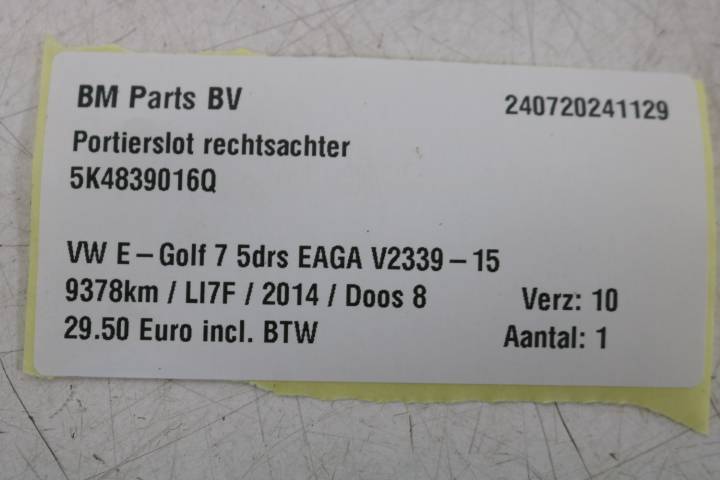 BM Parts BV 240720241129
Portierslot rechtsachter
5K4839016Q
VW E-Golf 7 5drs EAGA V2339-15
9378km / LI7F / 2014 / Doos 8 Verz: 10
29.50 Euro incl. BTW Aantal: 1